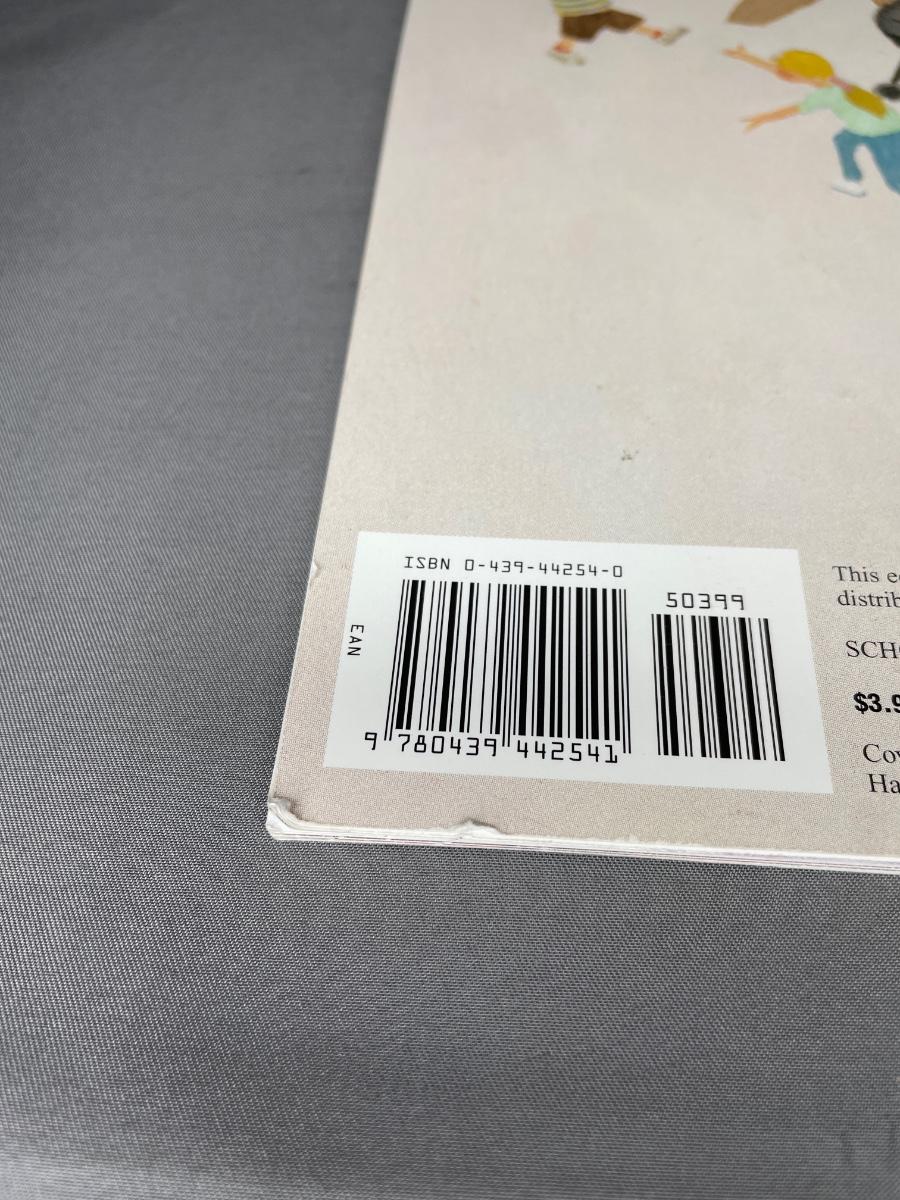 ISBN 0-439-44254-0
50399
EAN
9 780439 442541
This e
distrib
SCH
$3.9
Cov
Ha